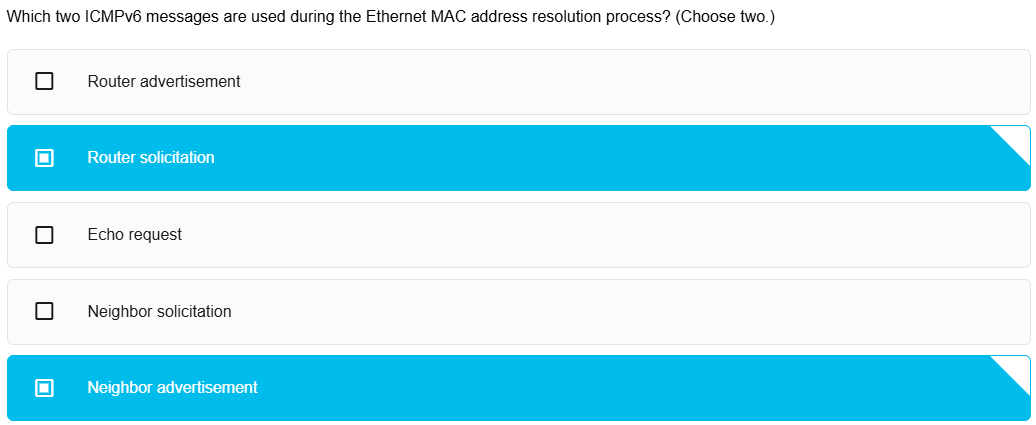 Which two ICMPv6 messages are used during the Ethernet MAC address resolution process? (Choose two.)
Router advertisement
Router solicitation
Echo request
Neighbor solicitation
Neighbor advertisement